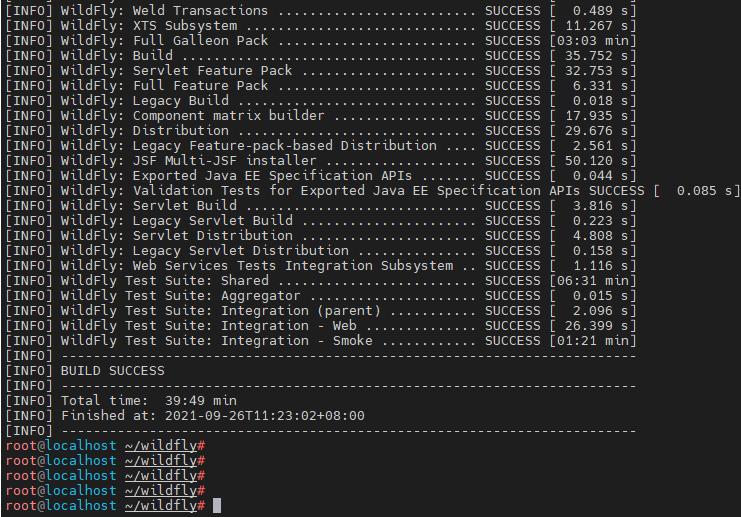 [INFO] WildFly: Weld Transactions ......................... SUCCESS [  0.489 s]
[INFO] WildFly: XTS Subsystem ............................. SUCCESS [ 11.267 s]
[INFO] WildFly: Full Galleon Pack ......................... SUCCESS [03:03 min]
[INFO] WildFly: Build ..................................... SUCCESS [ 35.752 s]
[INFO] WildFly: Servlet Feature Pack ...................... SUCCESS [ 32.753 s]
[INFO] WildFly: Full Feature Pack ......................... SUCCESS [  6.331 s]
[INFO] WildFly: Legacy Build .............................. SUCCESS [  0.018 s]
[INFO] WildFly: Component matrix builder .................. SUCCESS [ 17.935 s]
[INFO] WildFly: Distribution .............................. SUCCESS [ 29.676 s]
[INFO] WildFly: Legacy Feature-pack-based Distribution .... SUCCESS [  2.561 s]
[INFO] WildFly: JSF Multi-JSF installer ................... SUCCESS [ 50.120 s]
[INFO] WildFly: Exported Java EE Specification APIs ....... SUCCESS [  0.044 s]
[INFO] WildFly: Validation Tests for Exported Java EE Specification APIs SUCCESS [  0.085 s]
[INFO] WildFly: Servlet Build ............................. SUCCESS [  3.816 s]
[INFO] WildFly: Legacy Servlet Build ...................... SUCCESS [  0.223 s]
[INFO] WildFly: Servlet Distribution ...................... SUCCESS [  4.808 s]
[INFO] WildFly: Legacy Servlet Distribution ............... SUCCESS [  0.158 s]
[INFO] WildFly: Web Services Tests Integration Subsystem .. SUCCESS [  1.116 s]
[INFO] WildFly Test Suite: Shared ......................... SUCCESS [06:31 min]
[INFO] WildFly Test Suite: Aggregator ..................... SUCCESS [  0.015 s]
[INFO] WildFly Test Suite: Integration (parent) ........... SUCCESS [  2.096 s]
[INFO] WildFly Test Suite: Integration - Web .............. SUCCESS [ 26.399 s]
[INFO] WildFly Test Suite: Integration - Smoke ............ SUCCESS [01:21 min]
[INFO] ------------------------------------------------------------------------
[INFO] BUILD SUCCESS
[INFO] ------------------------------------------------------------------------
[INFO] Total time:  39:49 min
[INFO] Finished at: 2021-09-26T11:23:02+08:00
[INFO] ------------------------------------------------------------------------
root@localhost ~/wildfly#
root@localhost ~/wildfly#
root@localhost ~/wildfly#
root@localhost ~/wildfly#
root@localhost ~/wildfly#